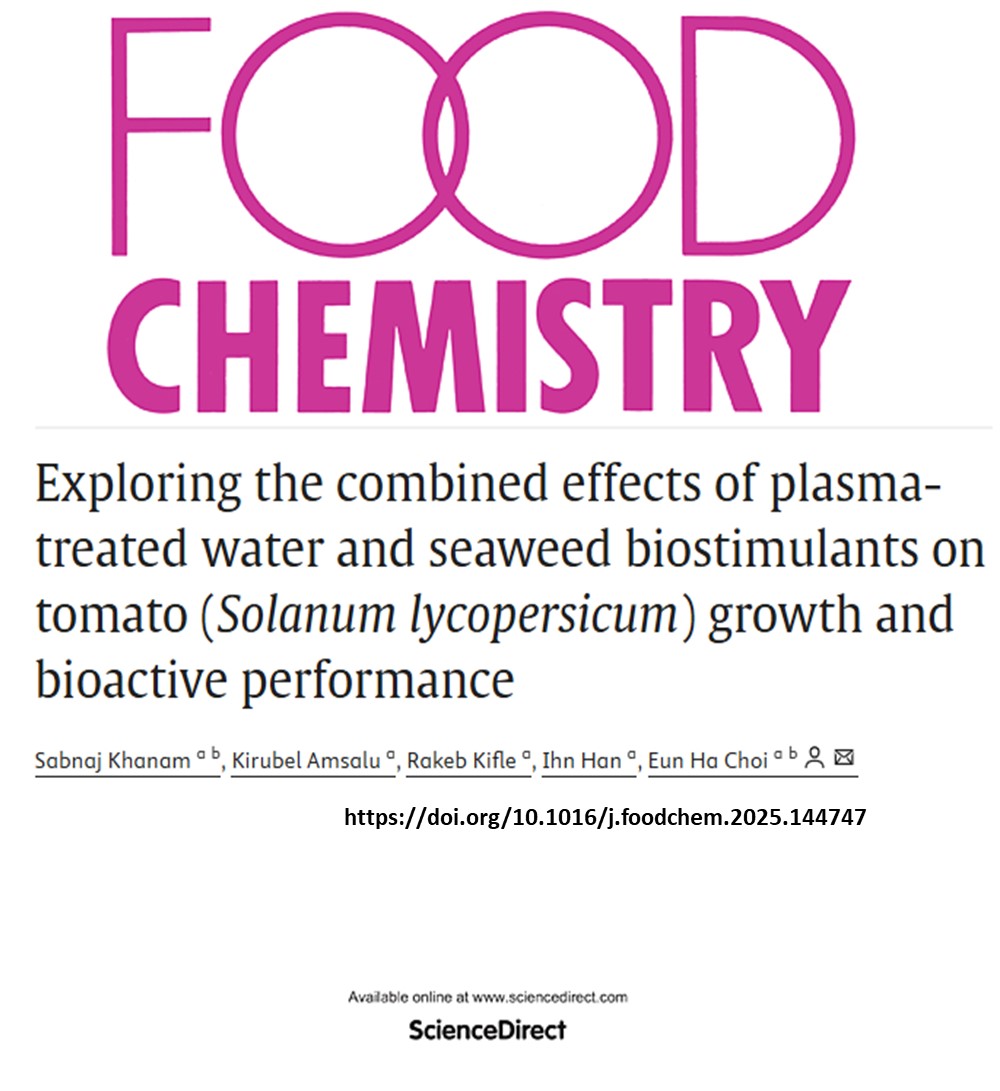 FOOD
CHEMISTRY
Exploring the combined effects of plasma-
treated water and seaweed biostimulants on
tomato (Solanum lycopersicum) growth and
bioactive performance
Sabnaj Khanam a b, Kirubel Amsalu a, Rakeb Kifle a, Ihn Han a, Eun Ha Choi a b
https://doi.org/10.1016/j.foodchem.2025.144747
Available online at www.sciencedirect.com
ScienceDirect